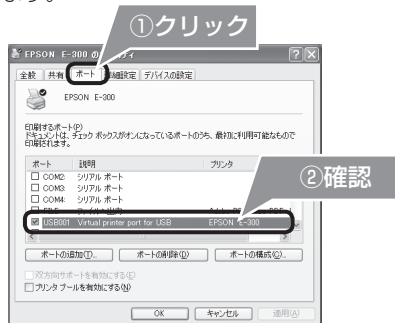 ます。
①クリック
EPSON E-300 の
ティ
全般
共有
ポート
詳細設定
デバイスの設定
EPSON E-300
印刷するポート(P)
ドキュメントは、チェック ボックスがオンになっているポートのうち、最初に利用可能なもので
印刷されます。
ポート 説明 プリンタ
COM2: シリアル ポート
COM3: シリアル ポート
COM4: シリアル ポート
②確認
USB001 Virtual printer port for USB EPSON E-300
ポートの追加(T)...
ポートの削除(D)
ポートの構成(C)...
双方向サポートを有効にする(E)
プリンタ プールを有効にする(N)
OK
キャンセル
適用(A)